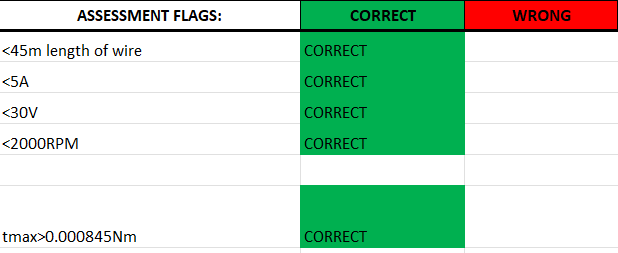 ASSESSMENT FLAGS: CORRECT WRONG
<45m length of wire CORRECT
<5A CORRECT
<30V CORRECT
<2000RPM CORRECT
tmax>0.000845Nm CORRECT